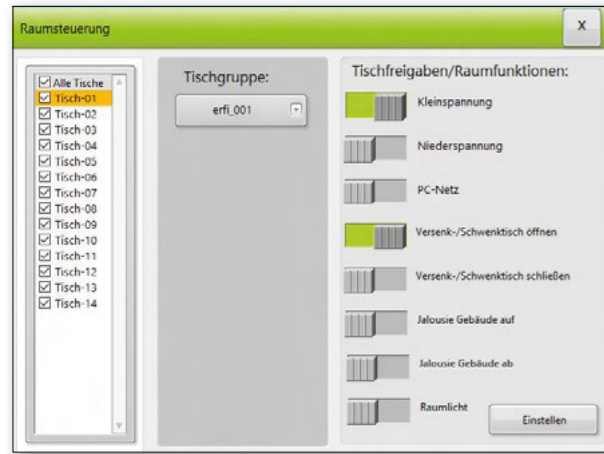 Raumsteuerung
X
Alle Tische
Tisch-01
Tisch-02
Tisch-03
Tisch-04
Tisch-05
Tisch-06
Tisch-07
Tisch-08
Tisch-09
Tisch-10
Tisch-11
Tisch-12
Tisch-13
Tisch-14
Tischgruppe:
erfi_001
Tischfreigaben/Raumfunktionen:
Kleinspannung
Niederspannung
PC-Netz
Versenk-/Schwenktisch öffnen
Versenk-/Schwenktisch schließen
Jalousie Gebäude auf
Jalousie Gebäude ab
Raumlicht
Einstellen